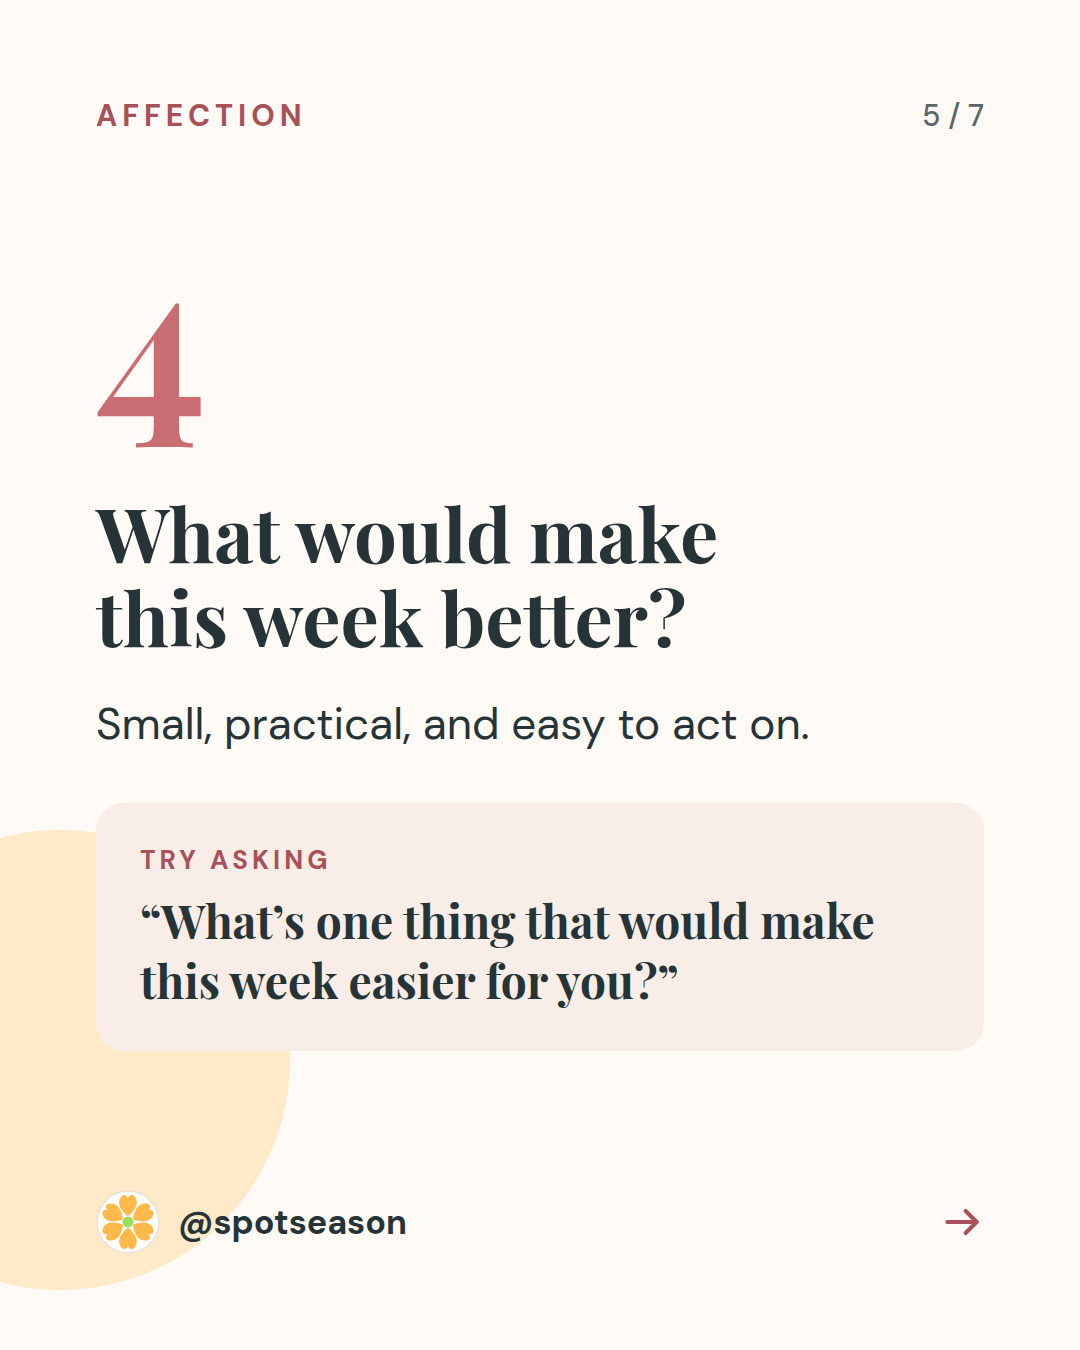 AFFECTION
5 / 7
4
What would make
this week better?
Small, practical, and easy to act on.
TRY ASKING
“What’s one thing that would make
this week easier for you?”
@spotseason